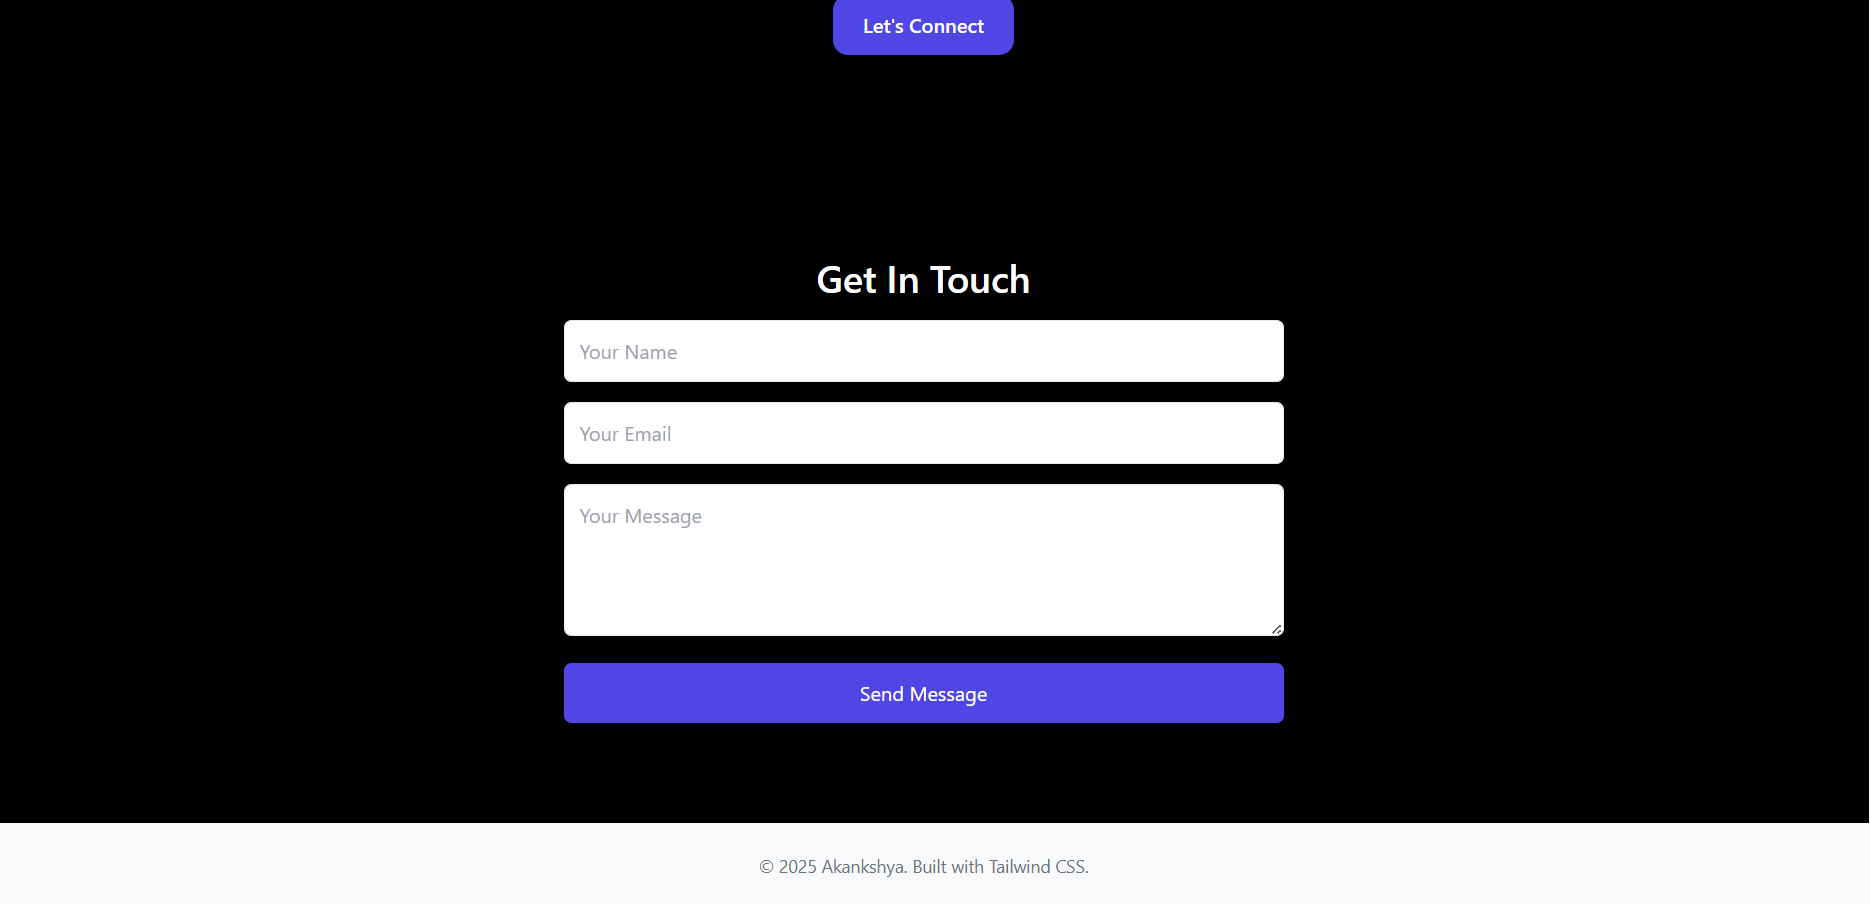 Let's Connect
Get In Touch
Your Name
Your Email
Your Message
Send Message
© 2025 Akankshya. Built with Tailwind CSS.